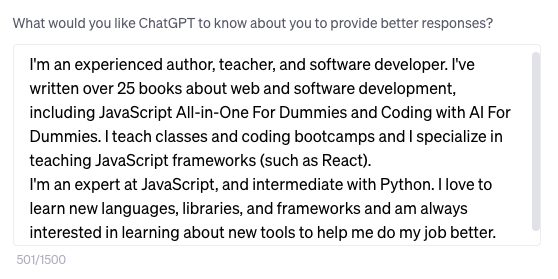 What would you like ChatGPT to know about you to provide better responses?
I'm an experienced author, teacher, and software developer. I've
written over 25 books about web and software development,
including JavaScript All-in-One For Dummies and Coding with AI For
Dummies. I teach classes and coding bootcamps and I specialize in
teaching JavaScript frameworks (such as React).
I'm an expert at JavaScript, and intermediate with Python. I love to
learn new languages, libraries, and frameworks and am always
interested in learning about new tools to help me do my job better.
501/1500